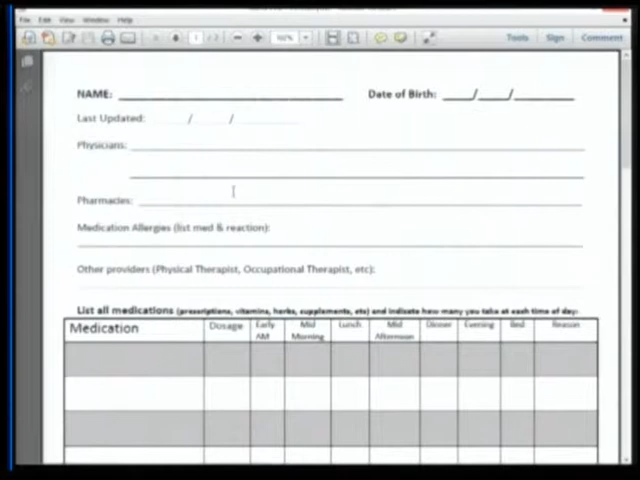 File Edit View Window Help
1 / 2
Tools Sign Comment
NAME: Date of Birth: / /
Last Updated: / /
Physicians:
Pharmacies:
Medication Allergies (list med & reaction):
Other providers (Physical Therapist, Occupational Therapist, etc):
List all medications (prescriptions, vitamins, herbs, supplements, etc) and indicate how many you take at each time of day:
Medication Dosage Early AM Mid Morning Lunch Mid Afternoon Dinner Evening Bed Reason